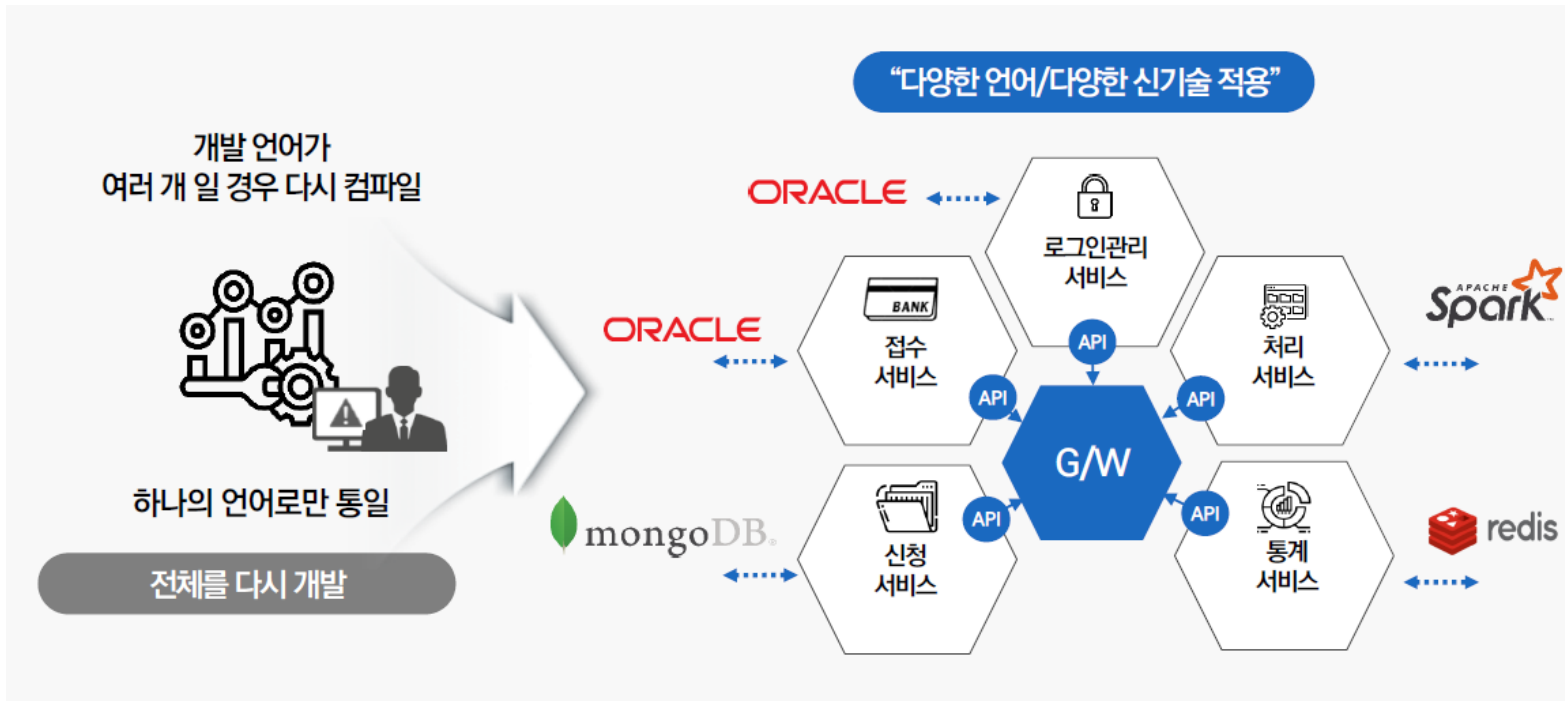 “다양한 언어/다양한 신기술 적용”
개발 언어가
여러 개 일 경우 다시 컴파일
하나의 언어로만 통일
전체를 다시 개발
ORACLE
로그인관리
서비스
API
ORACLE
BANK
접수
서비스
API
APACHE
Spark
처리
서비스
API
G/W
mongoDB®
신청
서비스
API
redis
통계
서비스
API